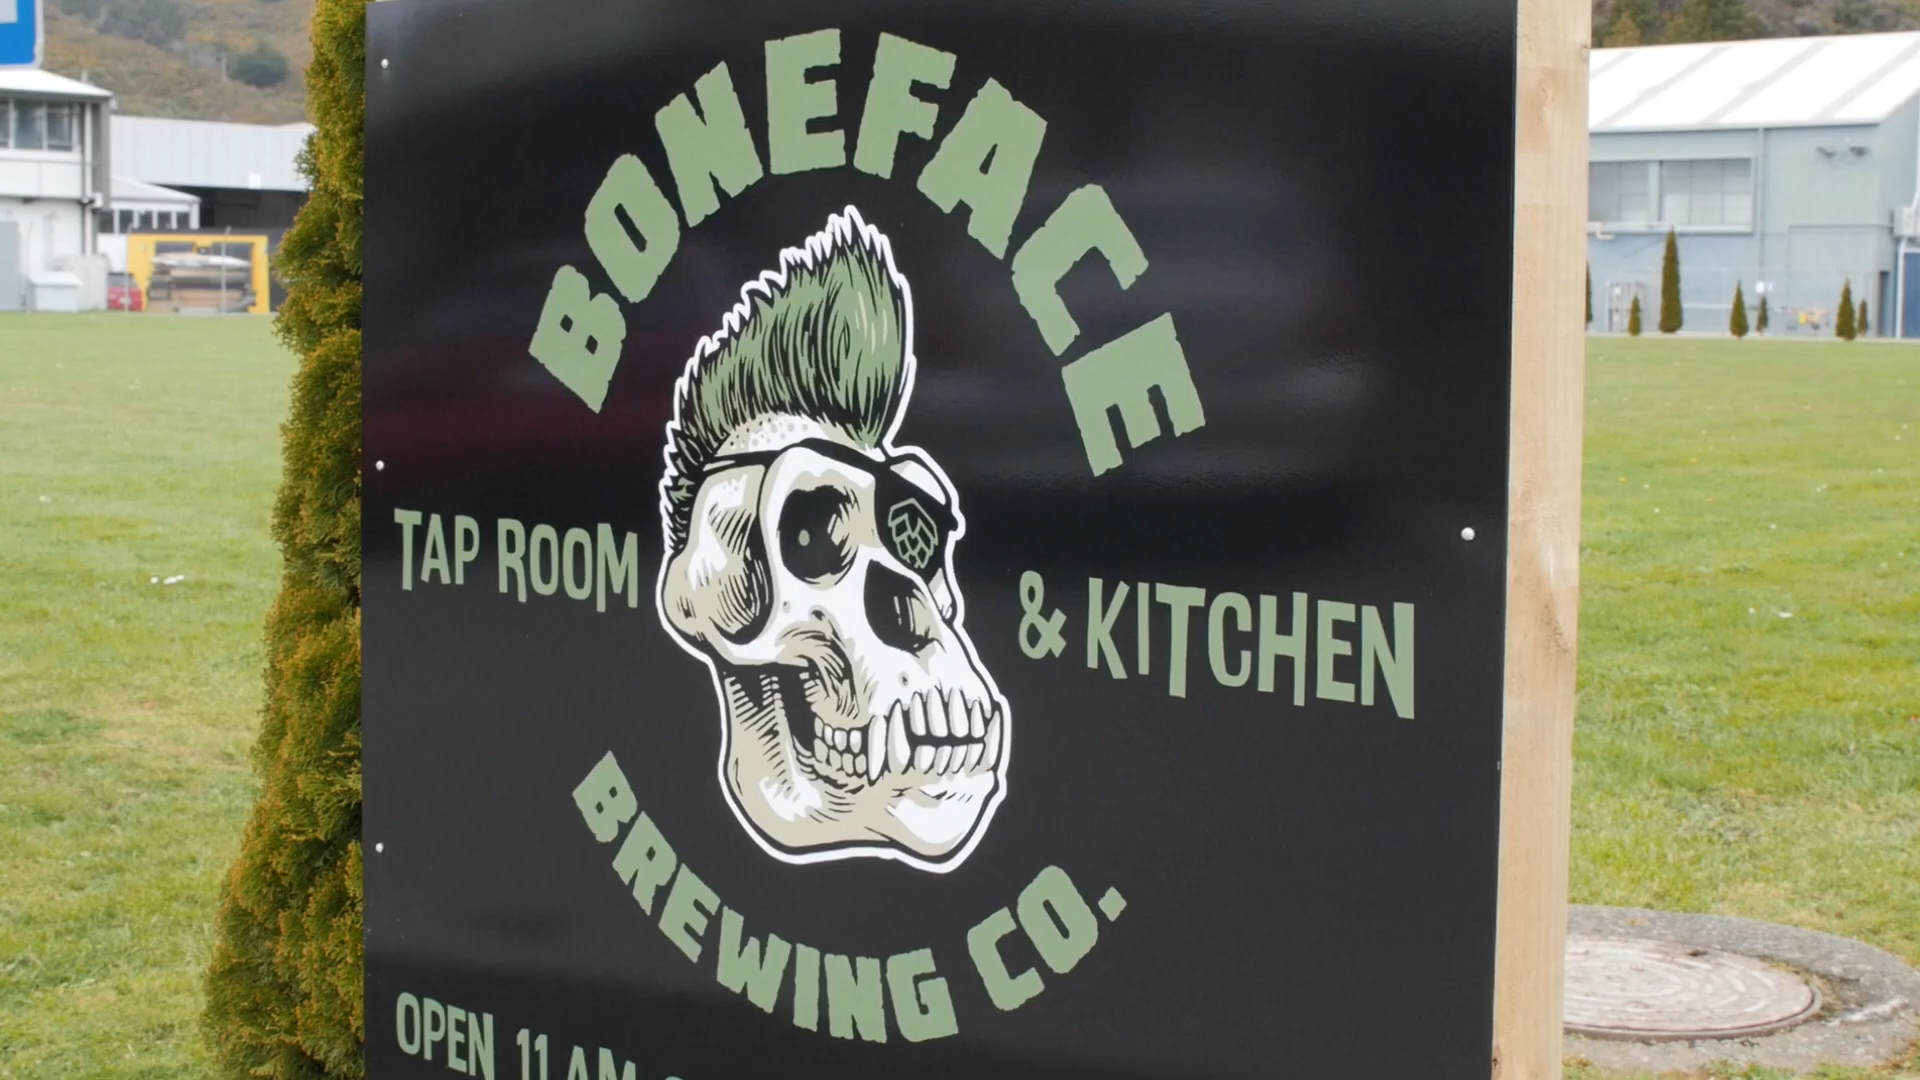 BONEFACE
TAP ROOM & KITCHEN
BREWING CO.
OPEN 11 AM